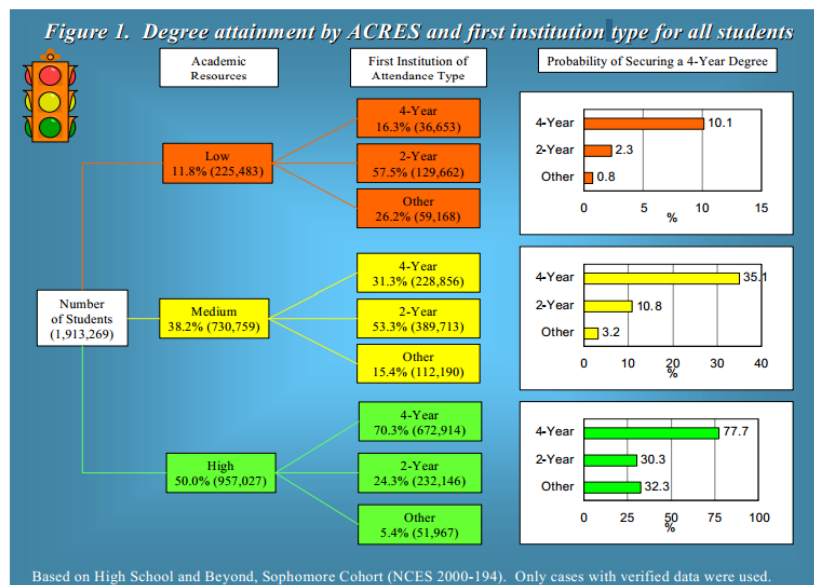 Figure 1.  Degree attainment by ACRES and first institution type for all students
Academic
Resources
First Institution of
Attendance Type
Probability of Securing a 4-Year Degree
Low
11.8% (225,483)
4-Year
16.3% (36,653)
2-Year
57.5% (129,662)
Other
26.2% (59,168)
4-Year
10.1
2-Year
2.3
Other
0.8
0 5 10 15
%
Number
of Students
(1,913,269)
Medium
38.2% (730,759)
4-Year
31.3% (228,856)
2-Year
53.3% (389,713)
Other
15.4% (112,190)
4-Year
35.1
2-Year
10.8
Other
3.2
0 10 20 30 40
%
High
50.0% (957,027)
4-Year
70.3% (672,914)
2-Year
24.3% (232,146)
Other
5.4% (51,967)
4-Year
77.7
2-Year
30.3
Other
32.3
0 25 50 75 100
%
Based on High School and Beyond, Sophomore Cohort (NCES 2000-194).  Only cases with verified data were used.